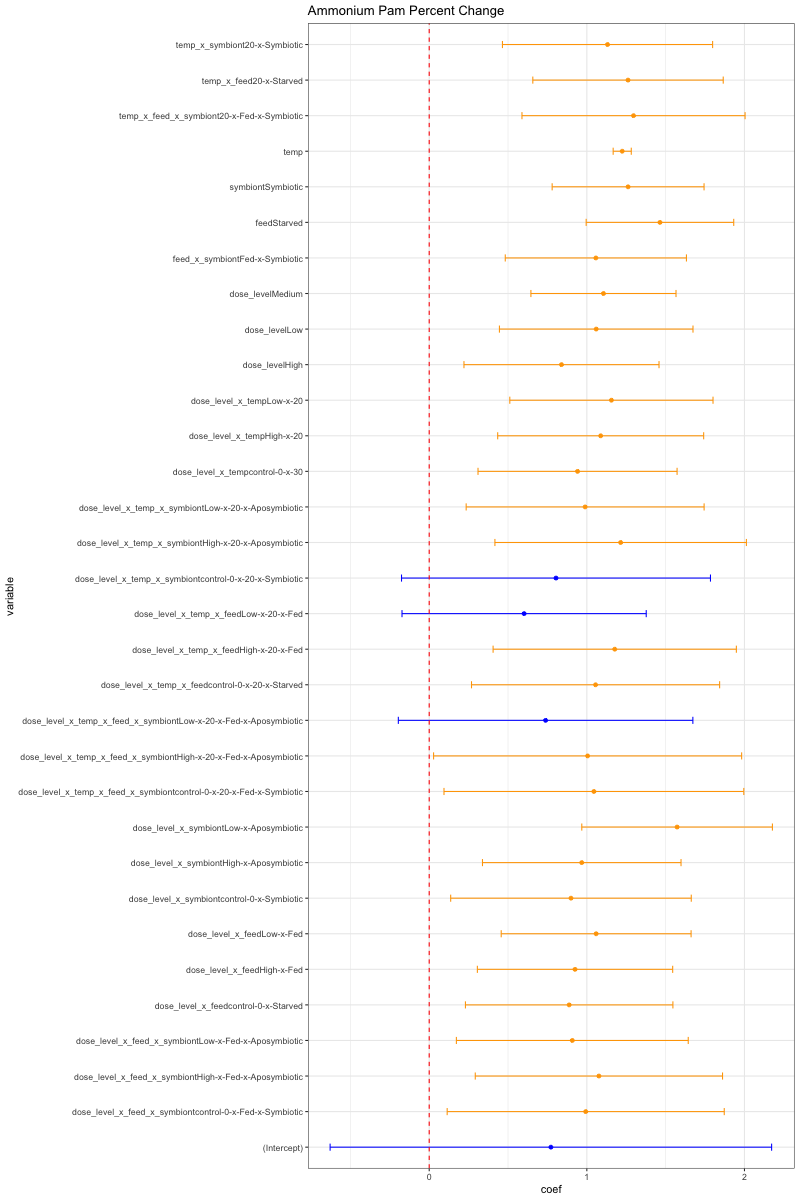 Ammonium Pam Percent Change
temp_x_symbiont20-x-Symbiotic
temp_x_feed20-x-Starved
temp_x_feed_x_symbiont20-x-Fed-x-Symbiotic
temp
symbiontSymbiotic
feedStarved
feed_x_symbiontFed-x-Symbiotic
dose_levelMedium
dose_levelLow
dose_levelHigh
dose_level_x_tempLow-x-20
dose_level_x_tempHigh-x-20
dose_level_x_tempcontrol-0-x-30
dose_level_x_temp_x_symbiontLow-x-20-x-Aposymbiotic
dose_level_x_temp_x_symbiontHigh-x-20-x-Aposymbiotic
dose_level_x_temp_x_symbiontcontrol-0-x-20-x-Symbiotic
variable
dose_level_x_temp_x_feedLow-x-20-x-Fed
dose_level_x_temp_x_feedHigh-x-20-x-Fed
dose_level_x_temp_x_feedcontrol-0-x-20-x-Starved
dose_level_x_temp_x_feed_x_symbiontLow-x-20-x-Fed-x-Aposymbiotic
dose_level_x_temp_x_feed_x_symbiontHigh-x-20-x-Fed-x-Aposymbiotic
dose_level_x_temp_x_feed_x_symbiontcontrol-0-x-20-x-Fed-x-Symbiotic
dose_level_x_symbiontLow-x-Aposymbiotic
dose_level_x_symbiontHigh-x-Aposymbiotic
dose_level_x_symbiontcontrol-0-x-Symbiotic
dose_level_x_feedLow-x-Fed
dose_level_x_feedHigh-x-Fed
dose_level_x_feedcontrol-0-x-Starved
dose_level_x_feed_x_symbiontLow-x-Fed-x-Aposymbiotic
dose_level_x_feed_x_symbiontHigh-x-Fed-x-Aposymbiotic
dose_level_x_feed_x_symbiontcontrol-0-x-Fed-x-Symbiotic
(Intercept)
0 1 2
coef